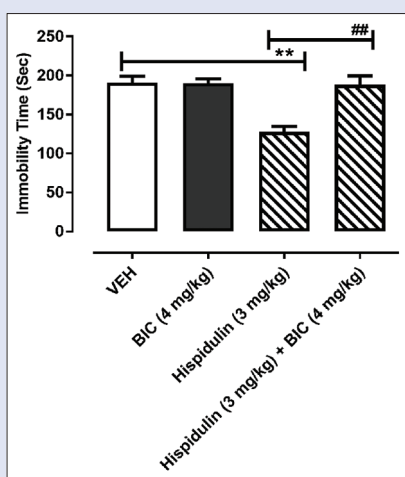 250
##
**
200
150
100
50
0
Immobility Time (Sec)
VEH
BIC (4 mg/kg)
Hispidulin (3 mg/kg)
Hispidulin (3 mg/kg) + BIC (4 mg/kg)